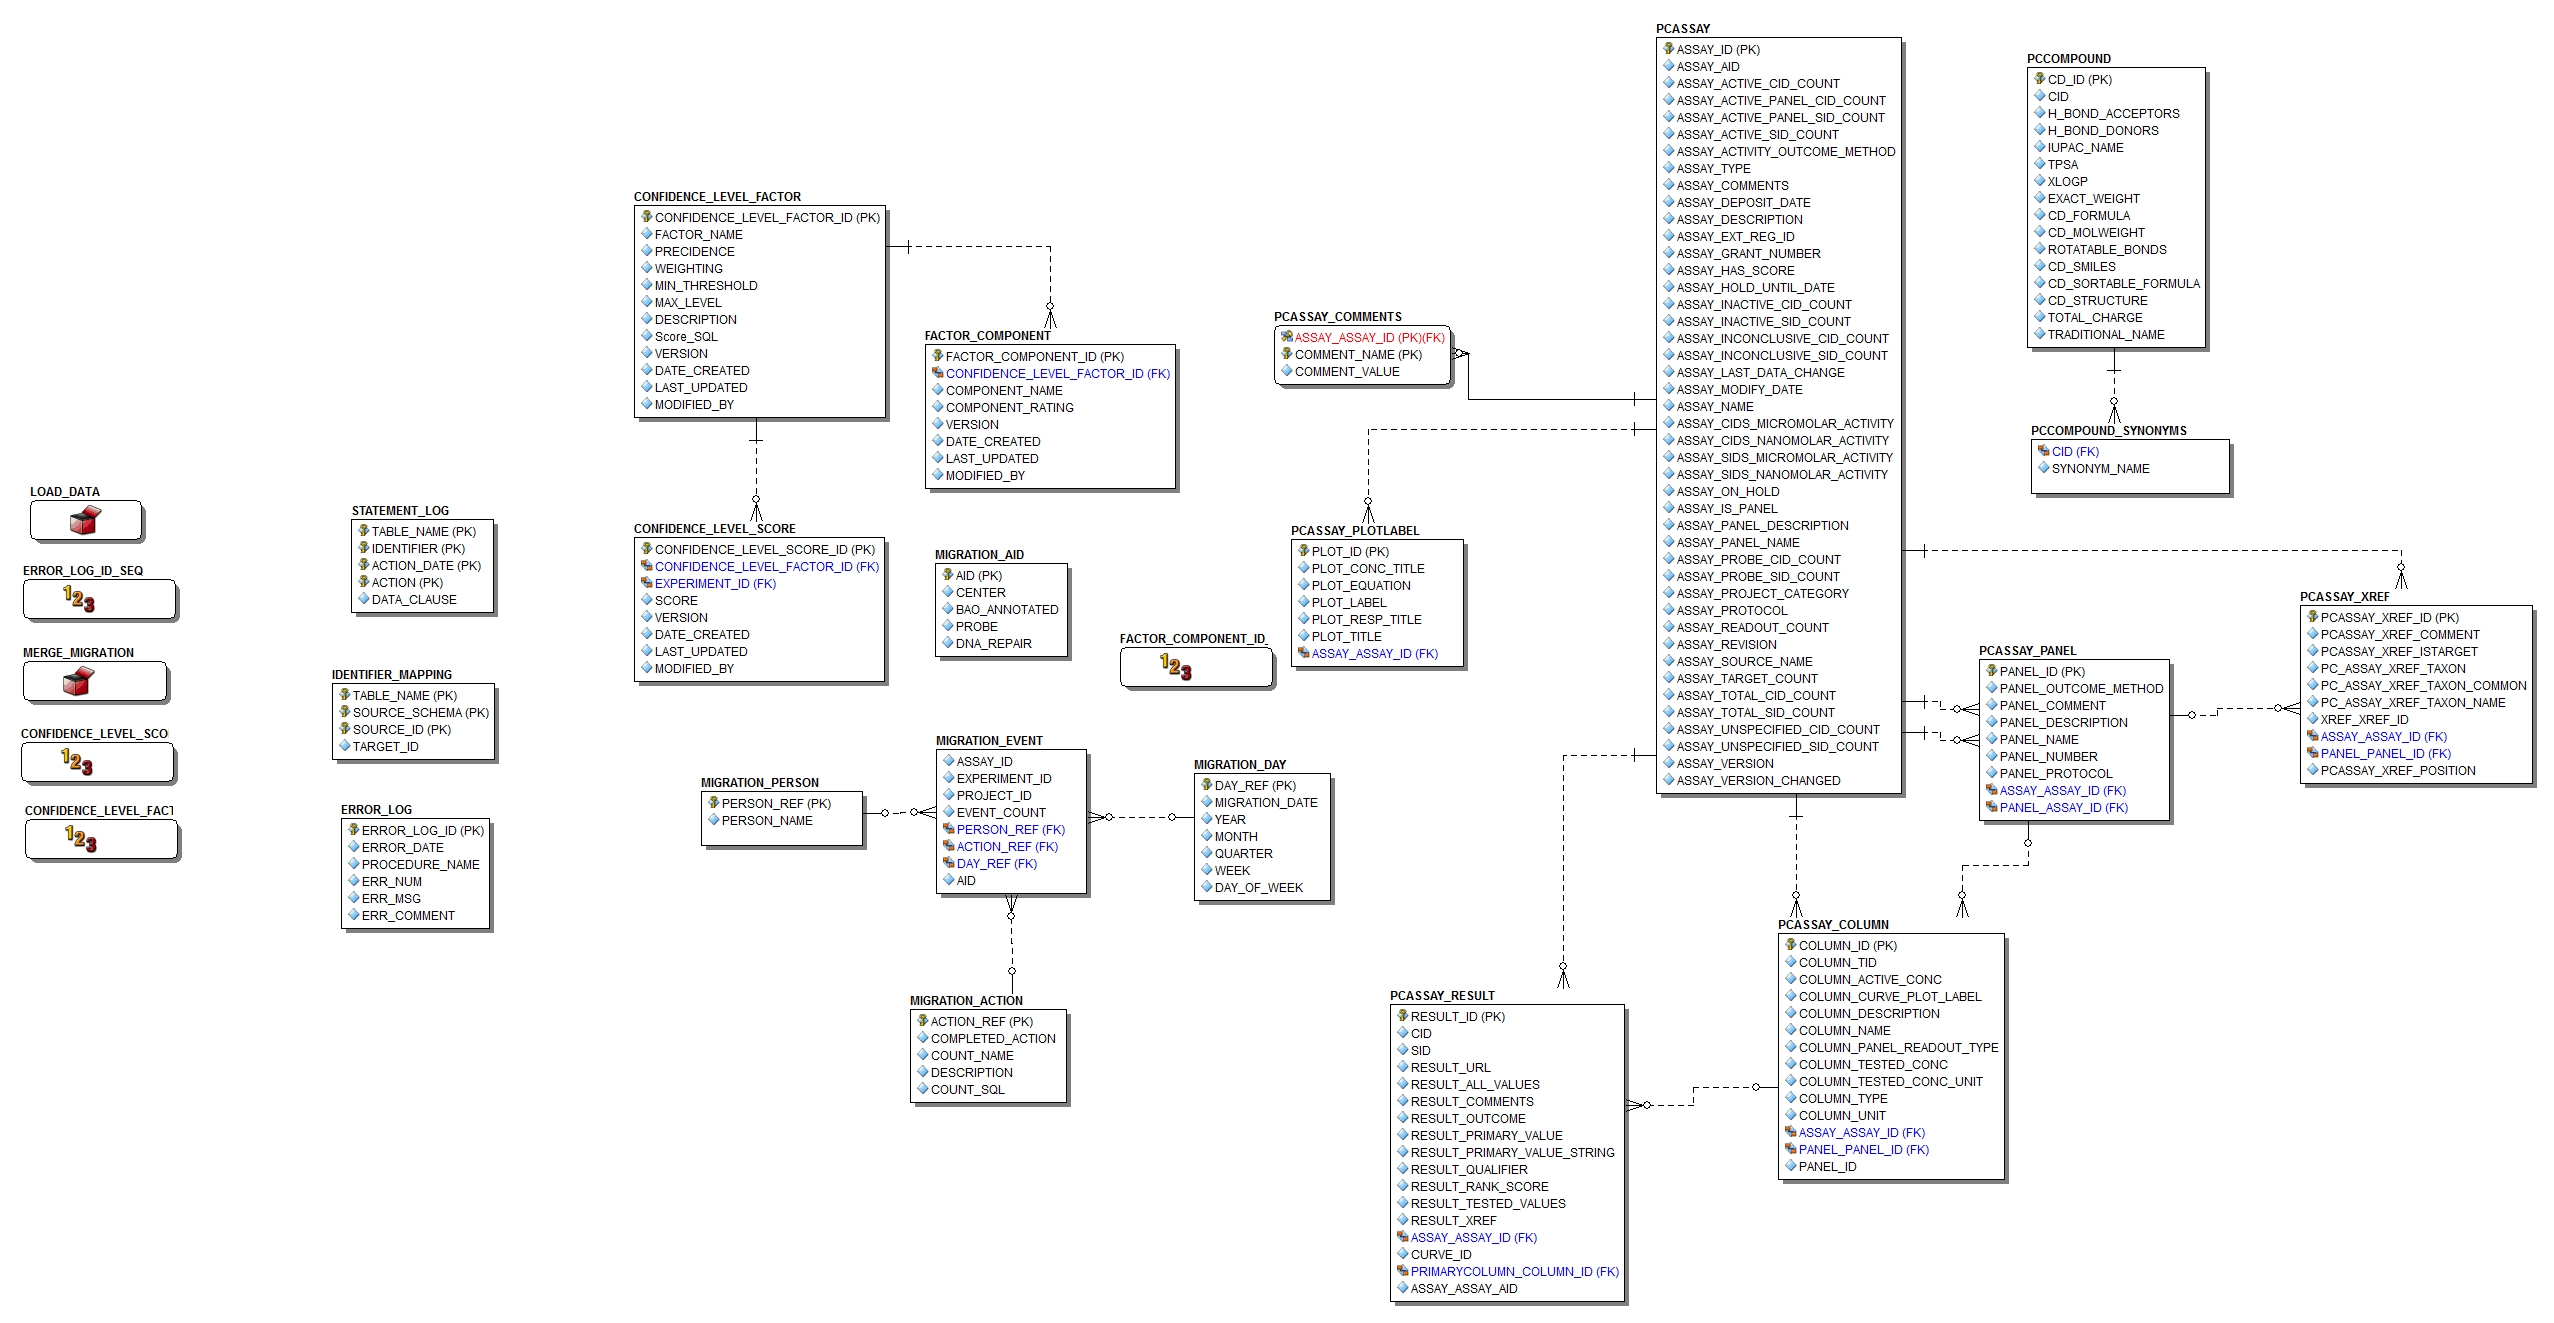 LOAD_DATA
ERROR_LOG_ID_SEQ
123
MERGE_MIGRATION
CONFIDENCE_LEVEL_SCO
123
CONFIDENCE_LEVEL_FACT
123
STATEMENT_LOG
TABLE_NAME (PK)
IDENTIFIER (PK)
ACTION_DATE (PK)
ACTION (PK)
DATA_CLAUSE
IDENTIFIER_MAPPING
TABLE_NAME (PK)
SOURCE_SCHEMA (PK)
SOURCE_ID (PK)
TARGET_ID
ERROR_LOG
ERROR_LOG_ID (PK)
ERROR_DATE
PROCEDURE_NAME
ERR_NUM
ERR_MSG
ERR_COMMENT
CONFIDENCE_LEVEL_FACTOR
CONFIDENCE_LEVEL_FACTOR_ID (PK)
FACTOR_NAME
PRECIDENCE
WEIGHTING
MIN_THRESHOLD
MAX_LEVEL
DESCRIPTION
Score_SQL
VERSION
DATE_CREATED
LAST_UPDATED
MODIFIED_BY
FACTOR_COMPONENT
FACTOR_COMPONENT_ID (PK)
CONFIDENCE_LEVEL_FACTOR_ID (FK)
COMPONENT_NAME
COMPONENT_RATING
VERSION
DATE_CREATED
LAST_UPDATED
MODIFIED_BY
CONFIDENCE_LEVEL_SCORE
CONFIDENCE_LEVEL_SCORE_ID (PK)
CONFIDENCE_LEVEL_FACTOR_ID (FK)
EXPERIMENT_ID (FK)
SCORE
VERSION
DATE_CREATED
LAST_UPDATED
MODIFIED_BY
MIGRATION_AID
AID (PK)
CENTER
BAO_ANNOTATED
PROBE
DNA_REPAIR
FACTOR_COMPONENT_ID_
123
MIGRATION_PERSON
PERSON_REF (PK)
PERSON_NAME
MIGRATION_EVENT
ASSAY_ID
EXPERIMENT_ID
PROJECT_ID
EVENT_COUNT
PERSON_REF (FK)
ACTION_REF (FK)
DAY_REF (FK)
AID
MIGRATION_DAY
DAY_REF (PK)
MIGRATION_DATE
YEAR
MONTH
QUARTER
WEEK
DAY_OF_WEEK
MIGRATION_ACTION
ACTION_REF (PK)
COMPLETED_ACTION
COUNT_NAME
DESCRIPTION
COUNT_SQL
PCASSAY_COMMENTS
ASSAY_ASSAY_ID (PK)(FK)
COMMENT_NAME (PK)
COMMENT_VALUE
PCASSAY_PLOTLABEL
PLOT_ID (PK)
PLOT_CONC_TITLE
PLOT_EQUATION
PLOT_LABEL
PLOT_RESP_TITLE
PLOT_TITLE
ASSAY_ASSAY_ID (FK)
PCASSAY
ASSAY_ID (PK)
ASSAY_AID
ASSAY_ACTIVE_CID_COUNT
ASSAY_ACTIVE_PANEL_CID_COUNT
ASSAY_ACTIVE_PANEL_SID_COUNT
ASSAY_ACTIVE_SID_COUNT
ASSAY_ACTIVITY_OUTCOME_METHOD
ASSAY_TYPE
ASSAY_COMMENTS
ASSAY_DEPOSIT_DATE
ASSAY_DESCRIPTION
ASSAY_EXT_REG_ID
ASSAY_GRANT_NUMBER
ASSAY_HAS_SCORE
ASSAY_HOLD_UNTIL_DATE
ASSAY_INACTIVE_CID_COUNT
ASSAY_INACTIVE_SID_COUNT
ASSAY_INCONCLUSIVE_CID_COUNT
ASSAY_INCONCLUSIVE_SID_COUNT
ASSAY_LAST_DATA_CHANGE
ASSAY_MODIFY_DATE
ASSAY_NAME
ASSAY_CIDS_MICROMOLAR_ACTIVITY
ASSAY_CIDS_NANOMOLAR_ACTIVITY
ASSAY_SIDS_MICROMOLAR_ACTIVITY
ASSAY_SIDS_NANOMOLAR_ACTIVITY
ASSAY_ON_HOLD
ASSAY_IS_PANEL
ASSAY_PANEL_DESCRIPTION
ASSAY_PANEL_NAME
ASSAY_PROBE_CID_COUNT
ASSAY_PROBE_SID_COUNT
ASSAY_PROJECT_CATEGORY
ASSAY_PROTOCOL
ASSAY_READOUT_COUNT
ASSAY_REVISION
ASSAY_SOURCE_NAME
ASSAY_TARGET_COUNT
ASSAY_TOTAL_CID_COUNT
ASSAY_TOTAL_SID_COUNT
ASSAY_UNSPECIFIED_CID_COUNT
ASSAY_UNSPECIFIED_SID_COUNT
ASSAY_VERSION
ASSAY_VERSION_CHANGED
PCCOMPOUND
CD_ID (PK)
CID
H_BOND_ACCEPTORS
H_BOND_DONORS
IUPAC_NAME
TPSA
XLOGP
EXACT_WEIGHT
CD_FORMULA
CD_MOLWEIGHT
ROTATABLE_BONDS
CD_SMILES
CD_SORTABLE_FORMULA
CD_STRUCTURE
TOTAL_CHARGE
TRADITIONAL_NAME
PCCOMPOUND_SYNONYMS
CID (FK)
SYNONYM_NAME
PCASSAY_XREF
PCASSAY_XREF_ID (PK)
PCASSAY_XREF_COMMENT
PCASSAY_XREF_ISTARGET
PC_ASSAY_XREF_TAXON
PC_ASSAY_XREF_TAXON_COMMON
PC_ASSAY_XREF_TAXON_NAME
XREF_XREF_ID
ASSAY_ASSAY_ID (FK)
PANEL_PANEL_ID (FK)
PCASSAY_XREF_POSITION
PCASSAY_PANEL
PANEL_ID (PK)
PANEL_OUTCOME_METHOD
PANEL_COMMENT
PANEL_DESCRIPTION
PANEL_NAME
PANEL_NUMBER
PANEL_PROTOCOL
ASSAY_ASSAY_ID (FK)
PANEL_ASSAY_ID (FK)
PCASSAY_COLUMN
COLUMN_ID (PK)
COLUMN_TID
COLUMN_ACTIVE_CONC
COLUMN_CURVE_PLOT_LABEL
COLUMN_DESCRIPTION
COLUMN_NAME
COLUMN_PANEL_READOUT_TYPE
COLUMN_TESTED_CONC
COLUMN_TESTED_CONC_UNIT
COLUMN_TYPE
COLUMN_UNIT
ASSAY_ASSAY_ID (FK)
PANEL_PANEL_ID (FK)
PANEL_ID
PCASSAY_RESULT
RESULT_ID (PK)
CID
SID
RESULT_URL
RESULT_ALL_VALUES
RESULT_COMMENTS
RESULT_OUTCOME
RESULT_PRIMARY_VALUE
RESULT_PRIMARY_VALUE_STRING
RESULT_QUALIFIER
RESULT_RANK_SCORE
RESULT_TESTED_VALUES
RESULT_XREF
ASSAY_ASSAY_ID (FK)
CURVE_ID
PRIMARYCOLUMN_COLUMN_ID (FK)
ASSAY_ASSAY_AID